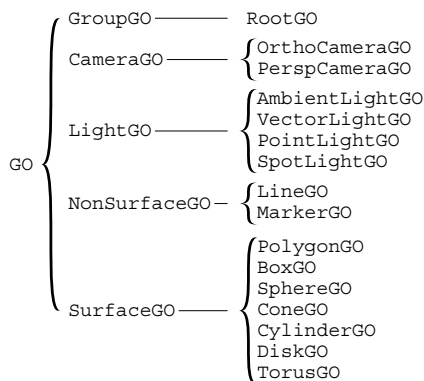 GroupGO RootGO
CameraGO OrthoCameraGO
PerspCameraGO
LightGO AmbientLightGO
VectorLightGO
PointLightGO
SpotLightGO
GO
NonSurfaceGO LineGO
MarkerGO
SurfaceGO PolygonGO
BoxGO
SphereGO
ConeGO
CylinderGO
DiskGO
TorusGO